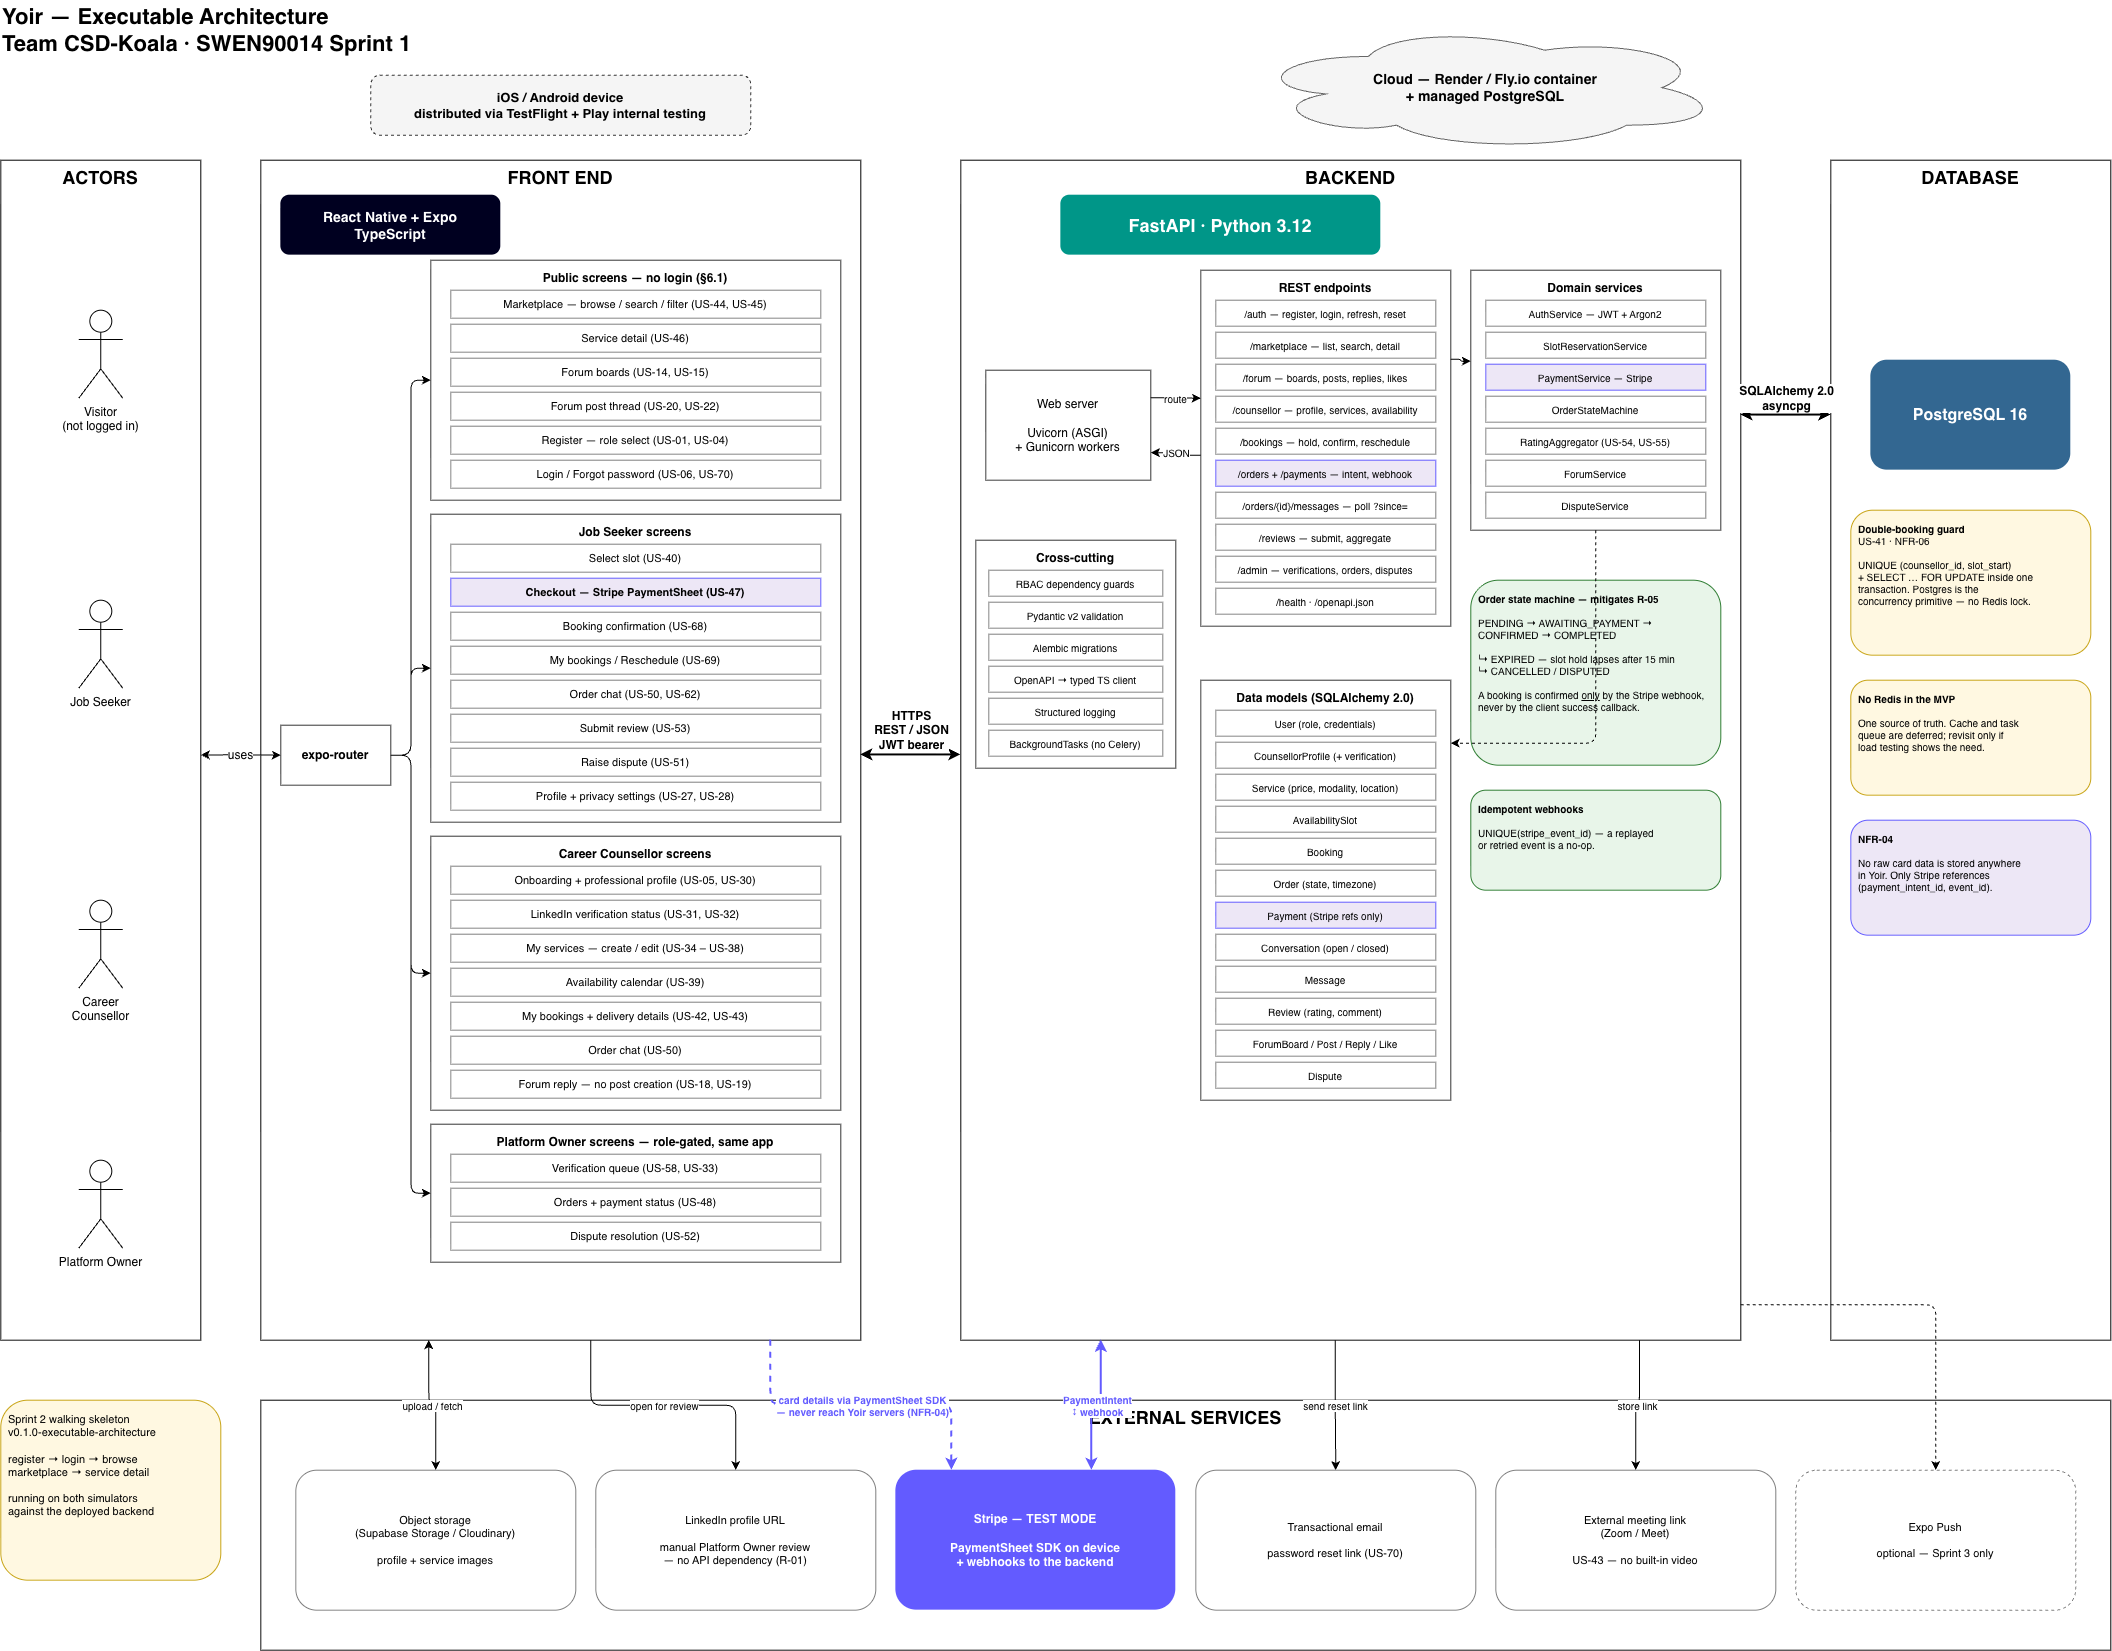 Yoir — Executable Architecture
Team CSD-Koala · SWEN90014 Sprint 1
iOS / Android device
distributed via TestFlight + Play internal testing
Cloud — Render / Fly.io container
+ managed PostgreSQL
ACTORS
Visitor
(not logged in)
Job Seeker
Career
Counsellor
Platform Owner
uses
FRONT END
React Native + Expo
TypeScript
expo-router
Public screens — no login (§6.1)
Marketplace — browse / search / filter (US-44, US-45)
Service detail (US-46)
Forum boards (US-14, US-15)
Forum post thread (US-20, US-22)
Register — role select (US-01, US-04)
Login / Forgot password (US-06, US-70)
Job Seeker screens
Select slot (US-40)
Checkout — Stripe PaymentSheet (US-47)
Booking confirmation (US-68)
My bookings / Reschedule (US-69)
Order chat (US-50, US-62)
Submit review (US-53)
Raise dispute (US-51)
Profile + privacy settings (US-27, US-28)
Career Counsellor screens
Onboarding + professional profile (US-05, US-30)
LinkedIn verification status (US-31, US-32)
My services — create / edit (US-34 – US-38)
Availability calendar (US-39)
My bookings + delivery details (US-42, US-43)
Order chat (US-50)
Forum reply — no post creation (US-18, US-19)
Platform Owner screens — role-gated, same app
Verification queue (US-58, US-33)
Orders + payment status (US-48)
Dispute resolution (US-52)
HTTPS
REST / JSON
JWT bearer
BACKEND
FastAPI · Python 3.12
Web server
Uvicorn (ASGI)
+ Gunicorn workers
route
JSON
Cross-cutting
RBAC dependency guards
Pydantic v2 validation
Alembic migrations
OpenAPI → typed TS client
Structured logging
BackgroundTasks (no Celery)
REST endpoints
/auth — register, login, refresh, reset
/marketplace — list, search, detail
/forum — boards, posts, replies, likes
/counsellor — profile, services, availability
/bookings — hold, confirm, reschedule
/orders + /payments — intent, webhook
/orders/{id}/messages — poll ?since=
/reviews — submit, aggregate
/admin — verifications, orders, disputes
/health · /openapi.json
Data models (SQLAlchemy 2.0)
User (role, credentials)
CounsellorProfile (+ verification)
Service (price, modality, location)
AvailabilitySlot
Booking
Order (state, timezone)
Payment (Stripe refs only)
Conversation (open / closed)
Message
Review (rating, comment)
ForumBoard / Post / Reply / Like
Dispute
Domain services
AuthService — JWT + Argon2
SlotReservationService
PaymentService — Stripe
OrderStateMachine
RatingAggregator (US-54, US-55)
ForumService
DisputeService
Order state machine — mitigates R-05
PENDING → AWAITING_PAYMENT →
CONFIRMED → COMPLETED
↳ EXPIRED — slot hold lapses after 15 min
↳ CANCELLED / DISPUTED
A booking is confirmed only by the Stripe webhook,
never by the client success callback.
Idempotent webhooks
UNIQUE(stripe_event_id) — a replayed
or retried event is a no-op.
SQLAlchemy 2.0
asyncpg
DATABASE
PostgreSQL 16
Double-booking guard
US-41 · NFR-06
UNIQUE (counsellor_id, slot_start)
+ SELECT … FOR UPDATE inside one
transaction. Postgres is the
concurrency primitive — no Redis lock.
No Redis in the MVP
One source of truth. Cache and task
queue are deferred; revisit only if
load testing shows the need.
NFR-04
No raw card data is stored anywhere
in Yoir. Only Stripe references
(payment_intent_id, event_id).
Sprint 2 walking skeleton
v0.1.0-executable-architecture
register → login → browse
marketplace → service detail
running on both simulators
against the deployed backend
upload / fetch
open for review
card details via PaymentSheet SDK
— never reach Yoir servers (NFR-04)
PaymentIntent
↕ webhook
send reset link
store link
EXTERNAL SERVICES
Object storage
(Supabase Storage / Cloudinary)
profile + service images
LinkedIn profile URL
manual Platform Owner review
— no API dependency (R-01)
Stripe — TEST MODE
PaymentSheet SDK on device
+ webhooks to the backend
Transactional email
password reset link (US-70)
External meeting link
(Zoom / Meet)
US-43 — no built-in video
Expo Push
optional — Sprint 3 only